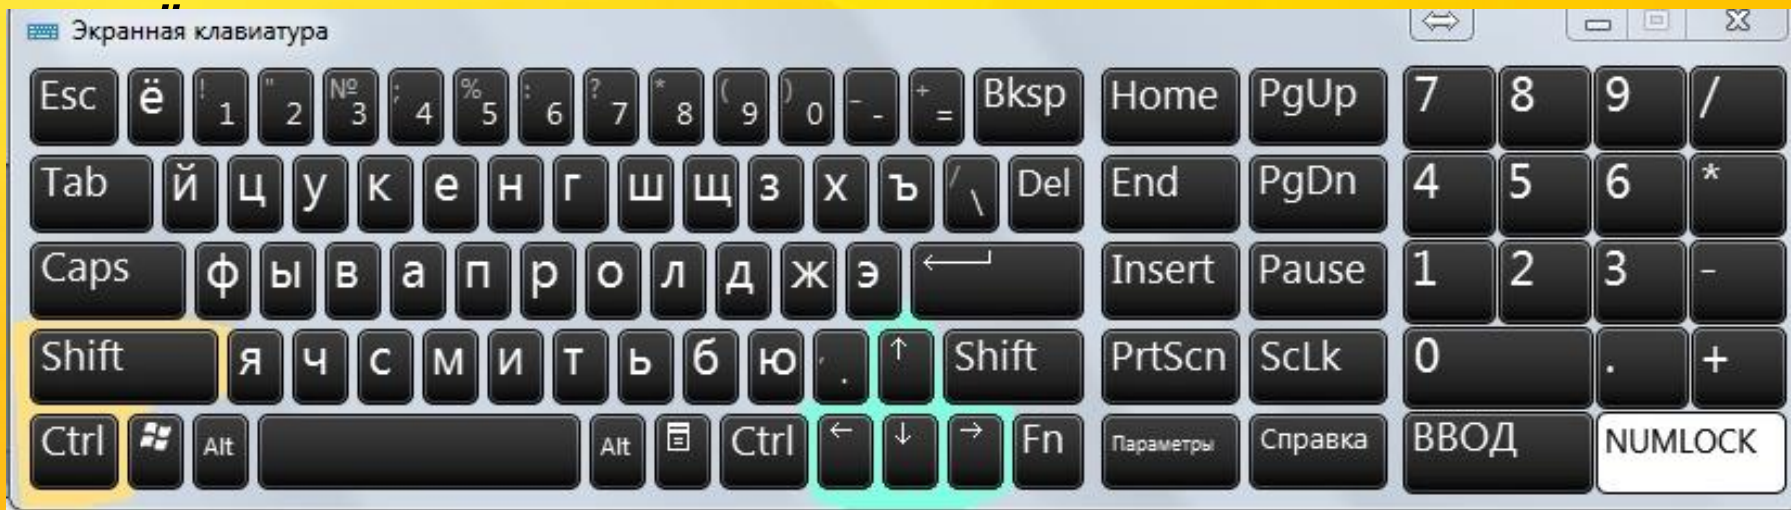 Экранная клавиатура
Esc ё ! 1 " 2 № 3 ; 4 % 5 : 6 ? 7 * 8 ( 9 ) 0 _ - + = Bksp Home PgUp 7 8 9 /
Tab й ц у к е н г ш щ з х ъ / \ Del End PgDn 4 5 6 *
Caps ф ы в а п р о л д ж э Insert Pause 1 2 3 -
Shift я ч с м и т ь б ю , . ↑ Shift PrtScn ScLk 0 . +
Ctrl Alt Alt Ctrl ← ↓ → Fn Параметры Справка ВВОД NUMLOCK